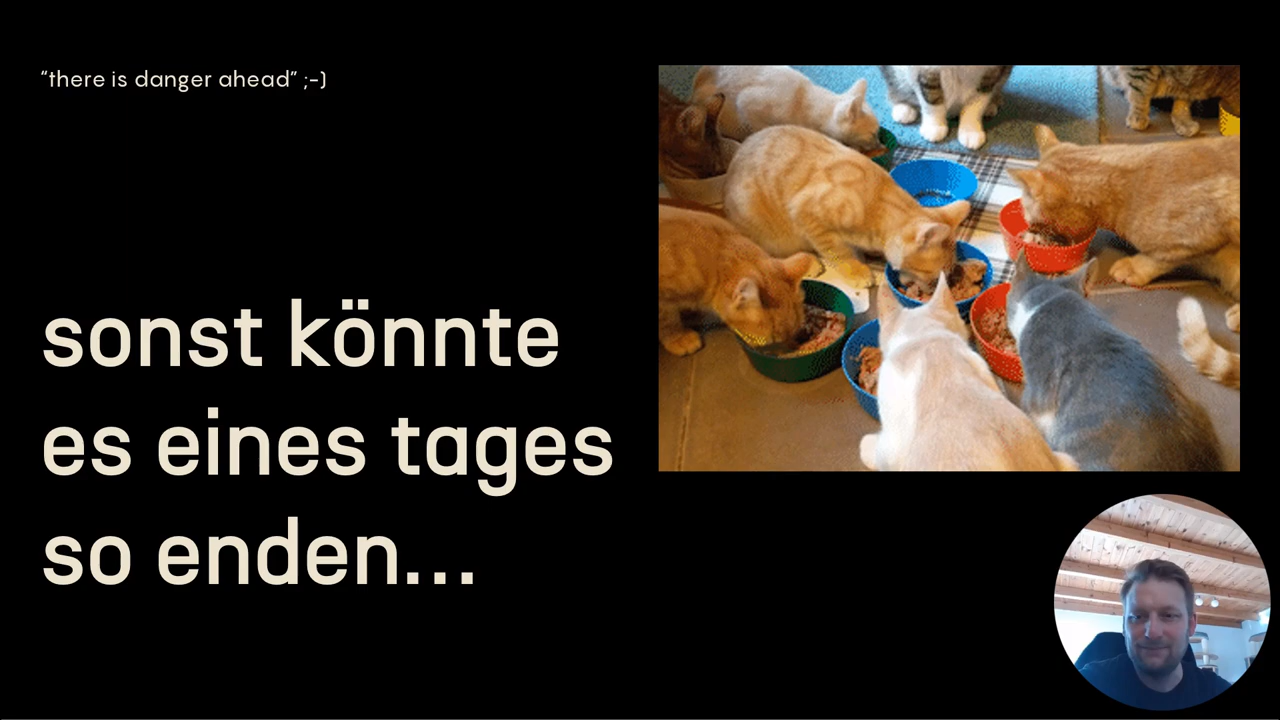 “there is danger ahead” ;-)
sonst könnte
es eines tages
so enden...